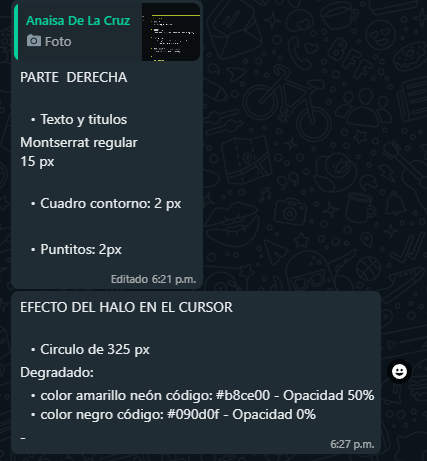 Anaisa De La Cruz
Foto
PARTE DERECHA
• Texto y titulos
Montserrat regular
15 px
• Cuadro contorno: 2 px
• Puntitos: 2px
Editado 6:21 p.m.
EFECTO DEL HALO EN EL CURSOR
• Circulo de 325 px
Degradado:
• color amarillo neón código: #b8ce00 - Opacidad 50%
• color negro código: #090d0f - Opacidad 0%
-
6:27 p.m.